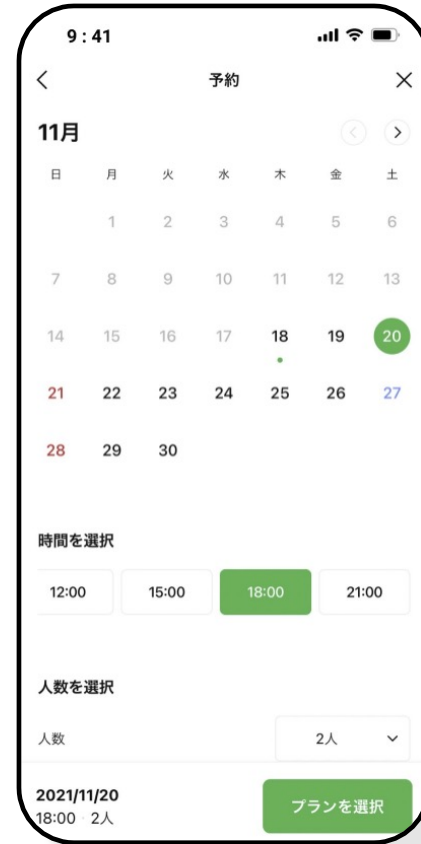 9:41
予約
11月
日 月 火 水 木 金 土
1 2 3 4 5 6
7 8 9 10 11 12 13
14 15 16 17 18 19 20
21 22 23 24 25 26 27
28 29 30
時間を選択
12:00 15:00 18:00 21:00
人数を選択
人数 2人
2021/11/20
18:00 · 2人
プランを選択